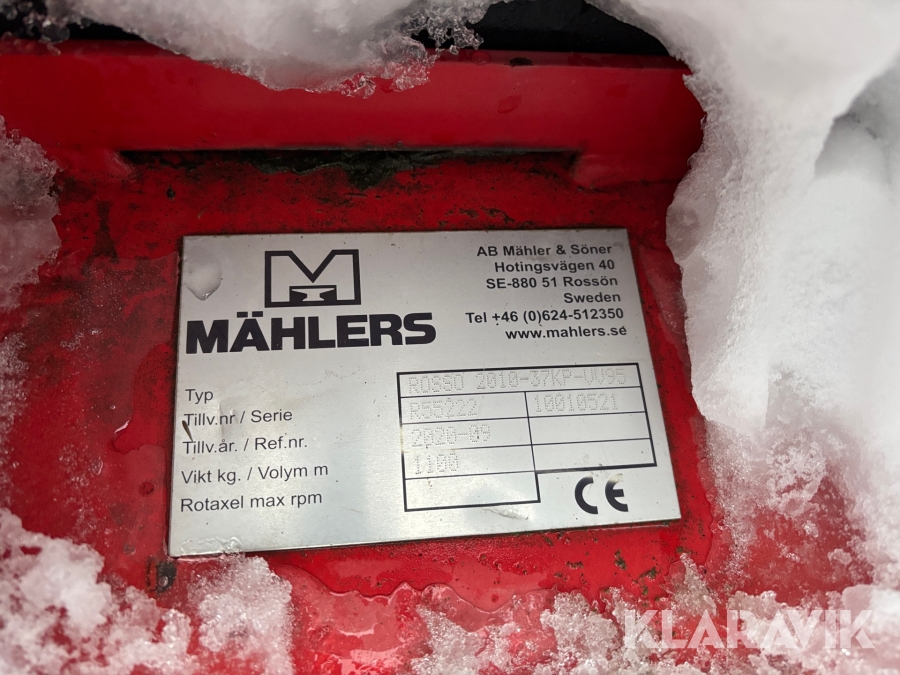 MÄHLERS
AB Mähler & Söner
Hotingsvägen 40
SE-880 51 Rossön
Sweden
Tel +46 (0)624-512350
www.mahlers.se
Typ ROSSO 2010-37KP-VV95
Tillv.nr / Serie R55222 10010521
Tillv.år. / Ref.nr. 2020-09
Vikt kg. / Volym m 1100
Rotaxel max rpm
CE
KLARAVIK